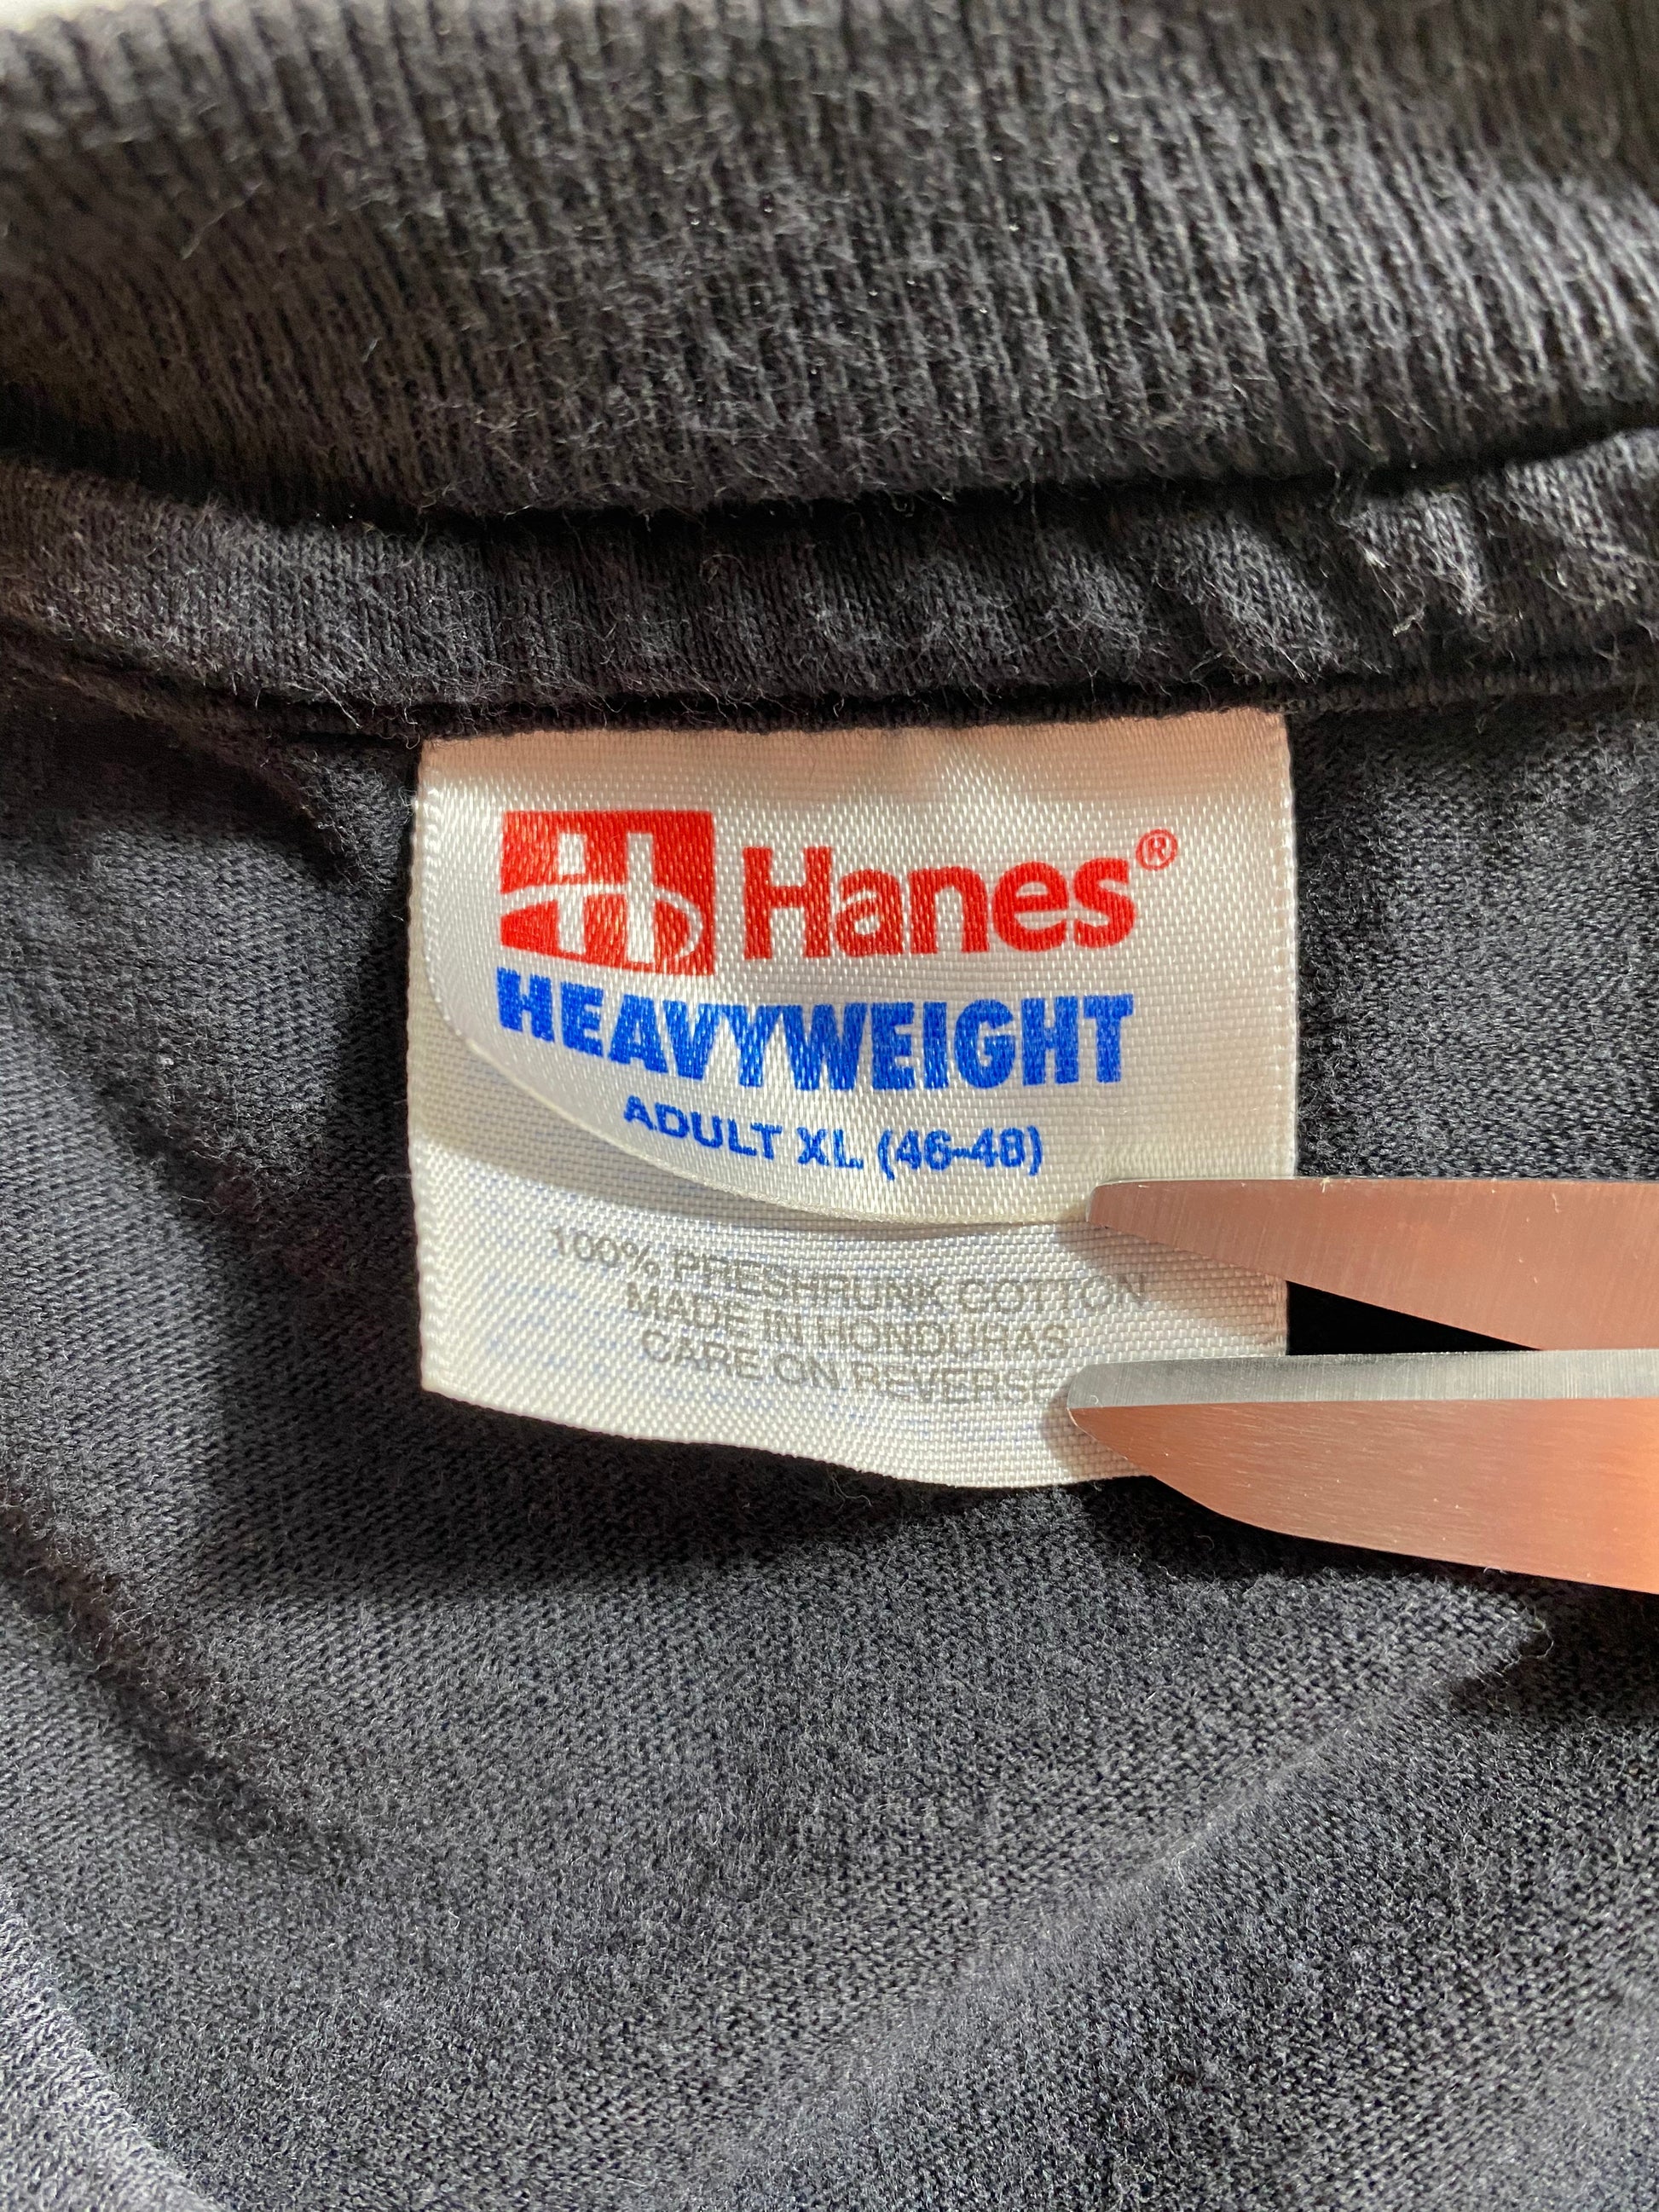 Hanes®
HEAVYWEIGHT
ADULT XL (46-48)
100% PRESHRUNK COTTON
MADE IN HONDURAS
CARE ON REVERSE